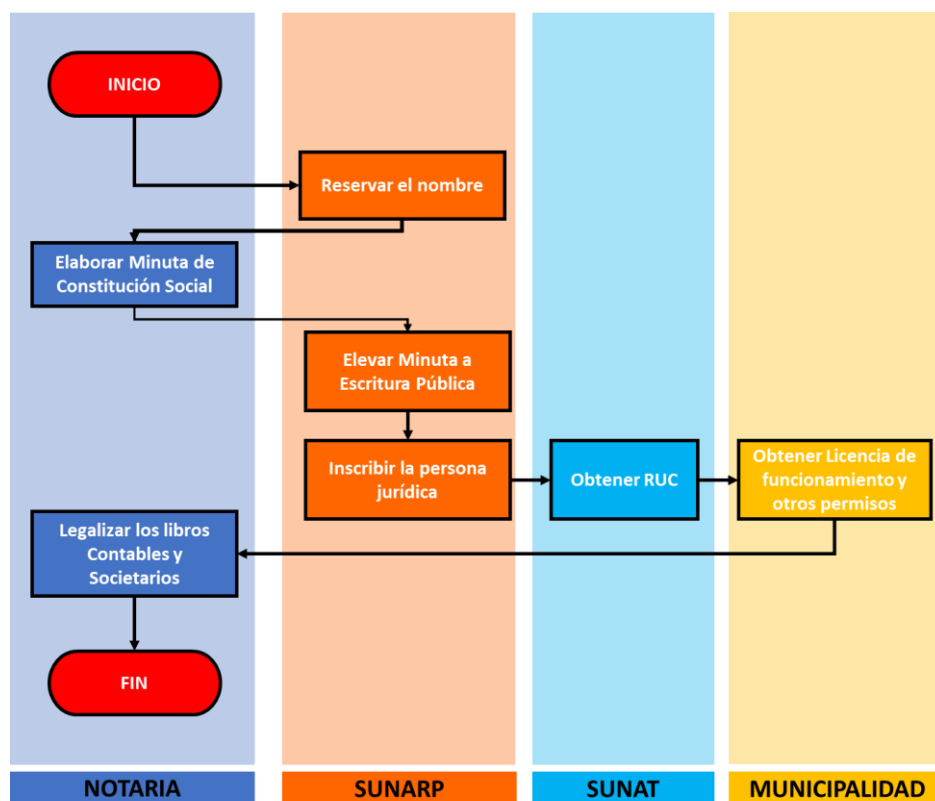 INICIO
Reservar el nombre
Elaborar Minuta de
Constitución Social
Elevar Minuta a
Escritura Pública
Inscribir la persona
jurídica
Obtener RUC
Obtener Licencia de
funcionamiento y
otros permisos
Legalizar los libros
Contables y
Societarios
FIN
NOTARIA
SUNARP
SUNAT
MUNICIPALIDAD